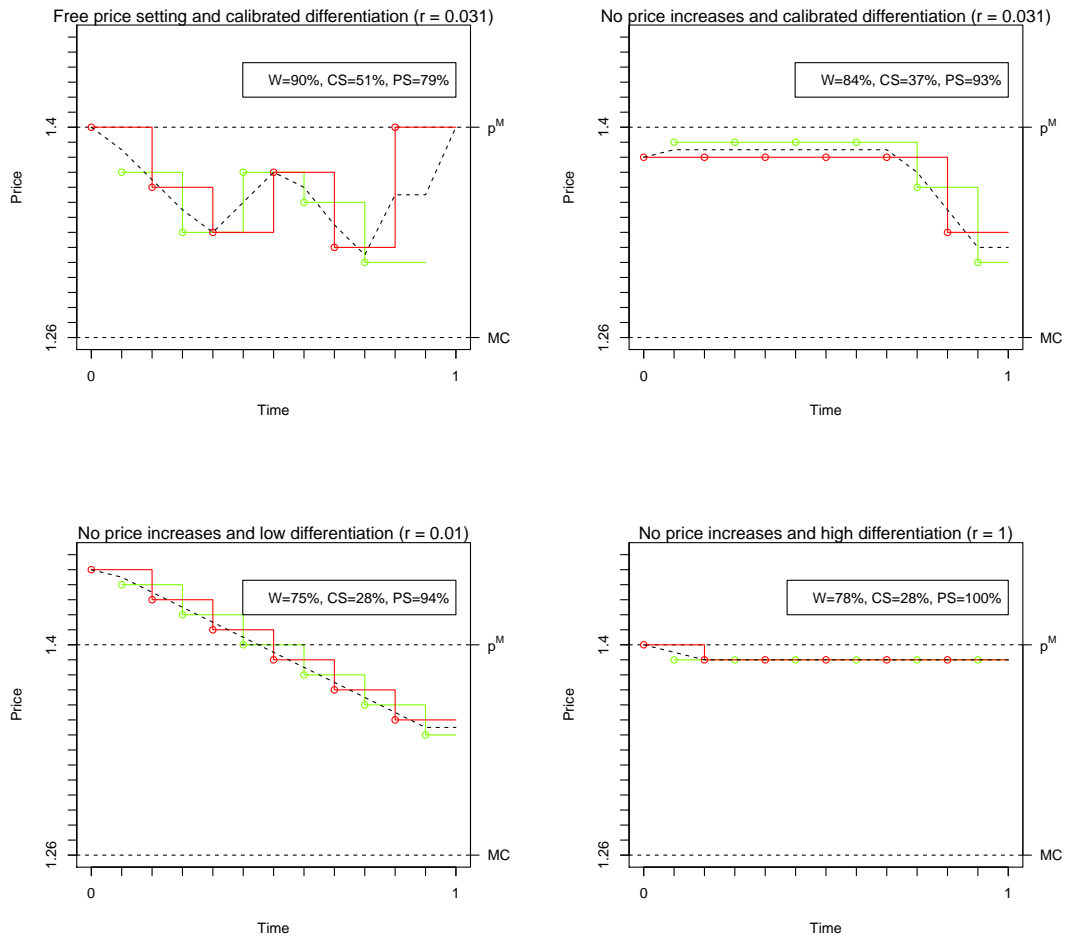 Free price setting and calibrated differentiation (r = 0.031)
W=90%, CS=51%, PS=79%
Price
1.4
1.26
pM
MC
0
1
Time
No price increases and calibrated differentiation (r = 0.031)
W=84%, CS=37%, PS=93%
Price
1.4
1.26
pM
MC
0
1
Time
No price increases and low differentiation (r = 0.01)
W=75%, CS=28%, PS=94%
Price
1.4
1.26
pM
MC
0
1
Time
No price increases and high differentiation (r = 1)
W=78%, CS=28%, PS=100%
Price
1.4
1.26
pM
MC
0
1
Time